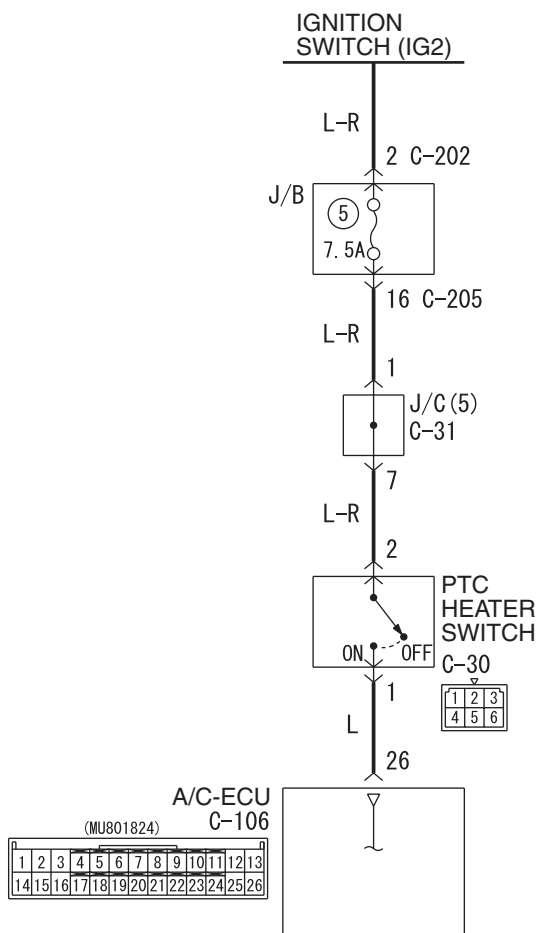 IGNITION
SWITCH (IG2)
L-R
2 C-202
J/B
5
7.5A
16 C-205
L-R
1
J/C(5)
C-31
7
L-R
2
PTC
HEATER
SWITCH
ON OFF
C-30
1 2 3
4 5 6
1
L
26
A/C-ECU
C-106
(MU801824)
1 2 3 4 5 6 7 8 9 10 11 12 13
14 15 16 17 18 19 20 21 22 23 24 25 26